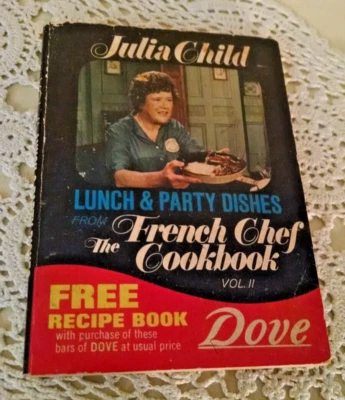 Julia Child
LUNCH & PARTY DISHES
FROM French Chef
The Cookbook
VOL. II
FREE
RECIPE BOOK
with purchase of these
bars of DOVE at usual price
Dove